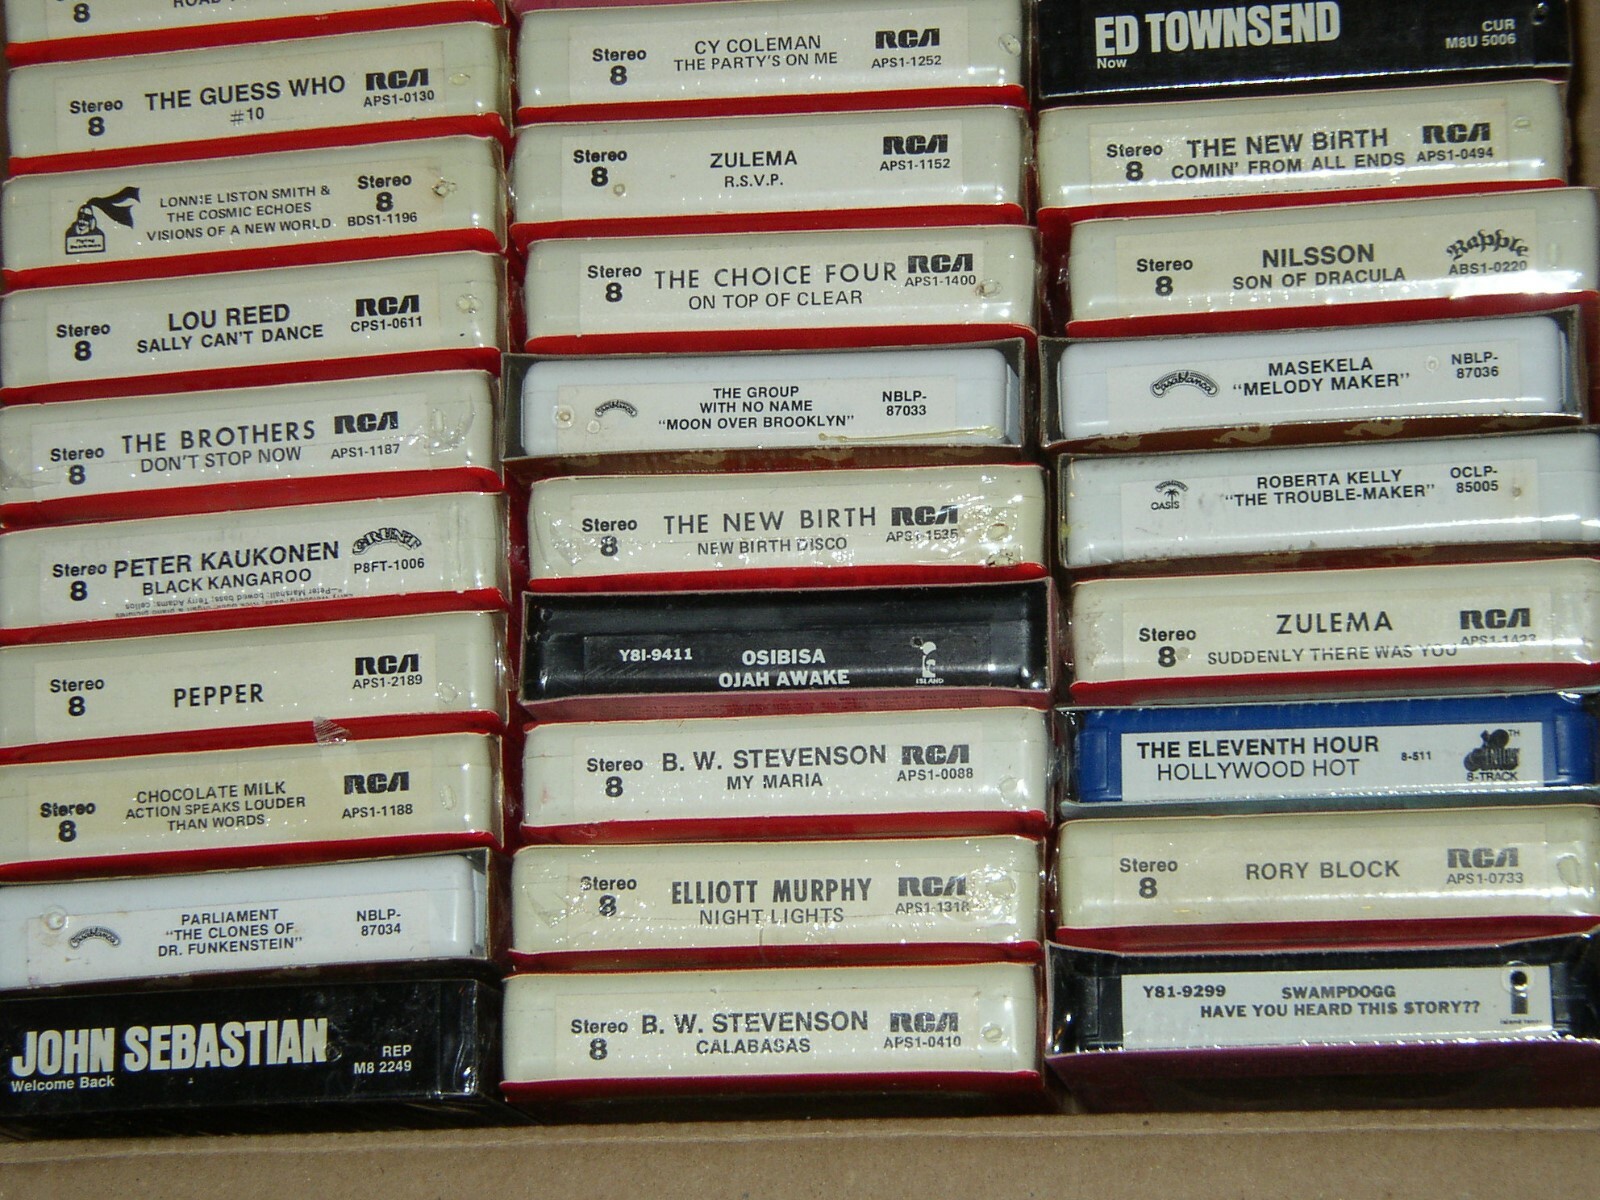 8
Stereo
8
THE GUESS WHO
#10
RCA
APS1-0130
LONNIE LISTON SMITH &
THE COSMIC ECHOES
VISIONS OF A NEW WORLD
Stereo
8
BDS1-1196
Stereo
8
LOU REED
SALLY CAN'T DANCE
RCA
CPS1-0611
Stereo
8
THE BROTHERS
DON'T STOP NOW
RCA
APS1-1187
Stereo
8
PETER KAUKONEN
BLACK KANGAROO
GRUNT
P8FT-1006
Stereo
8
PEPPER
RCA
APS1-2189
Stereo
8
CHOCOLATE MILK
ACTION SPEAKS LOUDER
THAN WORDS
RCA
APS1-1188
Casablanca
PARLIAMENT
"THE CLONES OF
DR. FUNKENSTEIN"
NBLP-
87034
JOHN SEBASTIAN
Welcome Back
REP
M8 2249
Stereo
8
CY COLEMAN
THE PARTY'S ON ME
RCA
APS1-1252
Stereo
8
ZULEMA
R.S.V.P.
RCA
APS1-1152
Stereo
8
THE CHOICE FOUR
ON TOP OF CLEAR
RCA
APS1-1400
Casablanca
THE GROUP
WITH NO NAME
"MOON OVER BROOKLYN"
NBLP-
87033
Stereo
8
THE NEW BIRTH
NEW BIRTH DISCO
RCA
APS1-1535
Y8I-9411
OSIBISA
OJAH AWAKE
ISLAND
Stereo
8
B. W. STEVENSON
MY MARIA
RCA
APS1-0088
Stereo
8
ELLIOTT MURPHY
NIGHT LIGHTS
RCA
APS1-1318
Stereo
8
B. W. STEVENSON
CALABASAS
RCA
APS1-0410
ED TOWNSEND
Now
CUR
M8U 5006
Stereo
8
THE NEW BIRTH
COMIN' FROM ALL ENDS
RCA
APS1-0494
Stereo
8
NILSSON
SON OF DRACULA
Rapple
ABS1-0220
Casablanca
MASEKELA
"MELODY MAKER"
NBLP-
87036
OASIS
ROBERTA KELLY
"THE TROUBLE-MAKER"
OCLP-
85005
Stereo
8
ZULEMA
SUDDENLY THERE WAS YOU
RCA
APS1-1423
THE ELEVENTH HOUR
HOLLYWOOD HOT
8-511
8-TRACK
Stereo
8
RORY BLOCK
RCA
APS1-0733
Y81-9299
SWAMPDOGG
HAVE YOU HEARD THIS STORY??